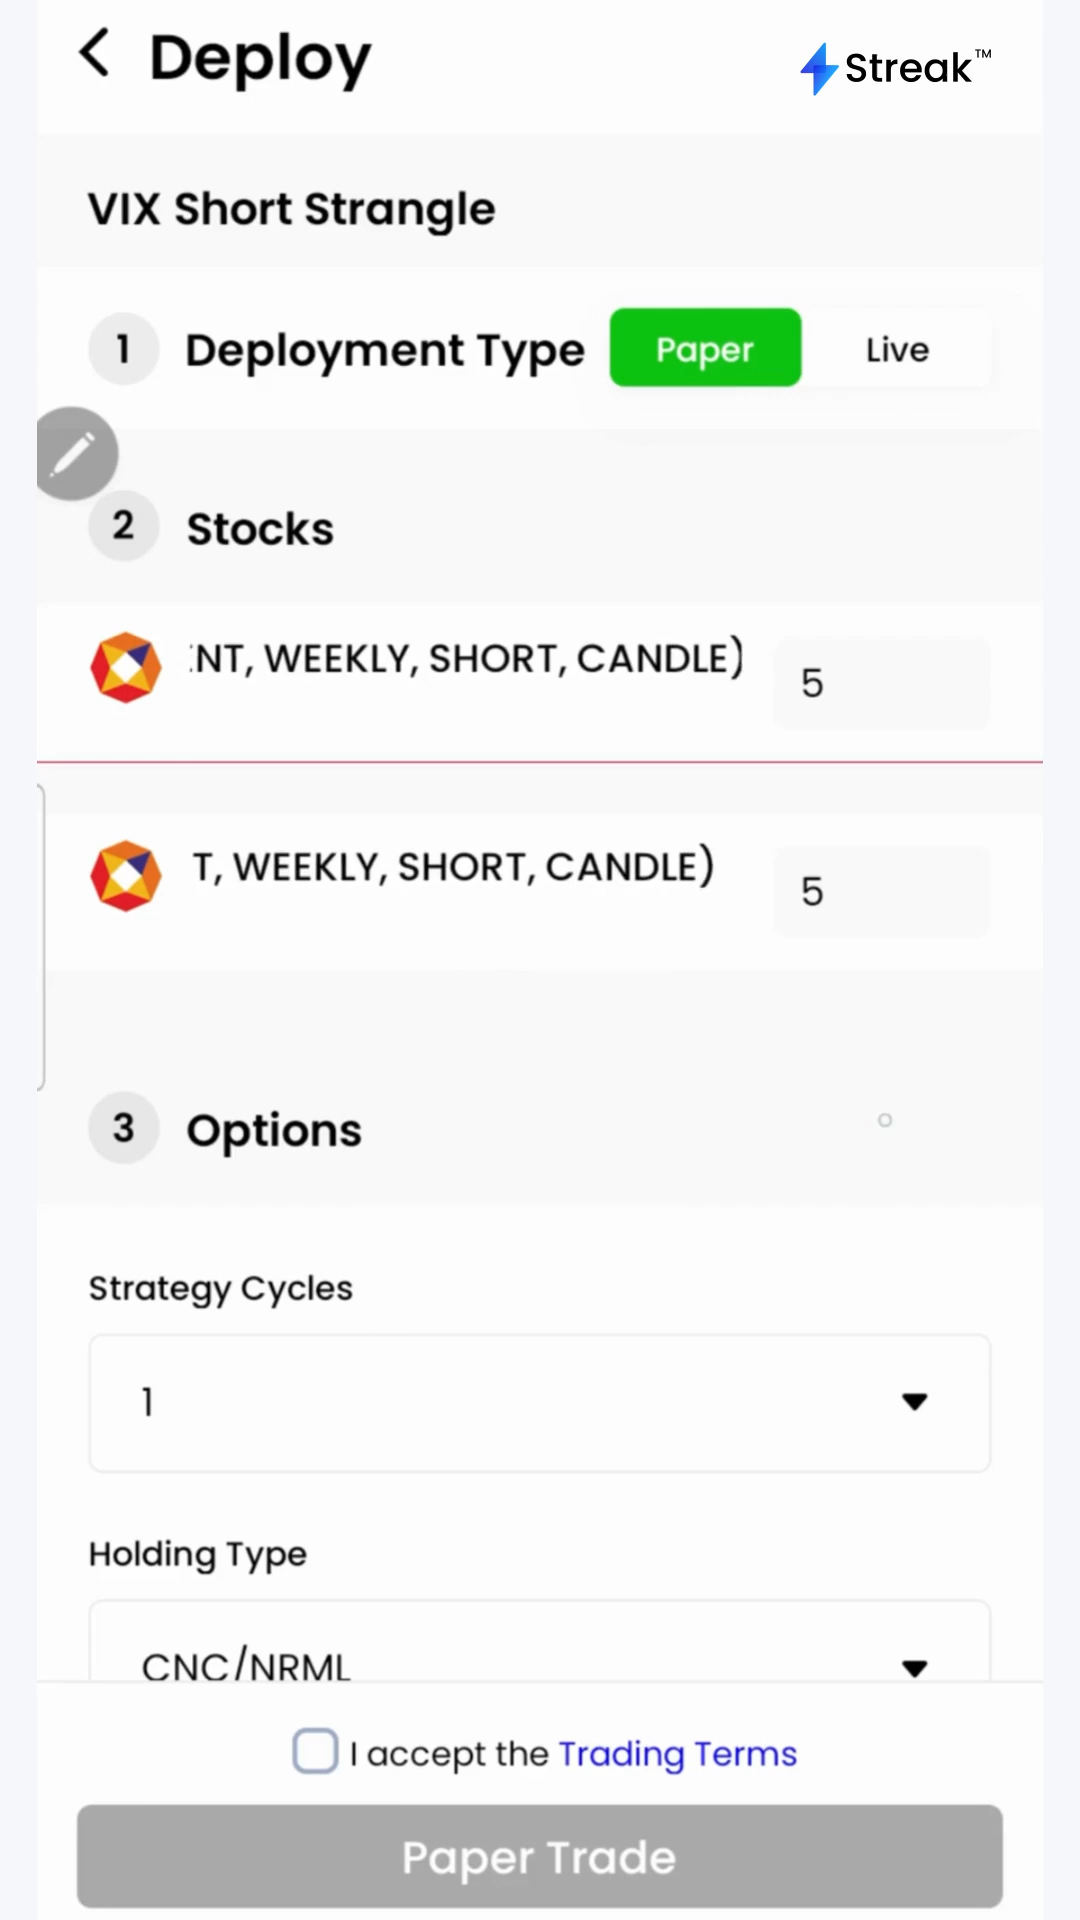 Deploy
Streak™
VIX Short Strangle
1 Deployment Type Paper Live
2 Stocks
NT, WEEKLY, SHORT, CANDLE) 5
T, WEEKLY, SHORT, CANDLE) 5
3 Options
Strategy Cycles
1
Holding Type
CNC/NRML
I accept the Trading Terms
Paper Trade